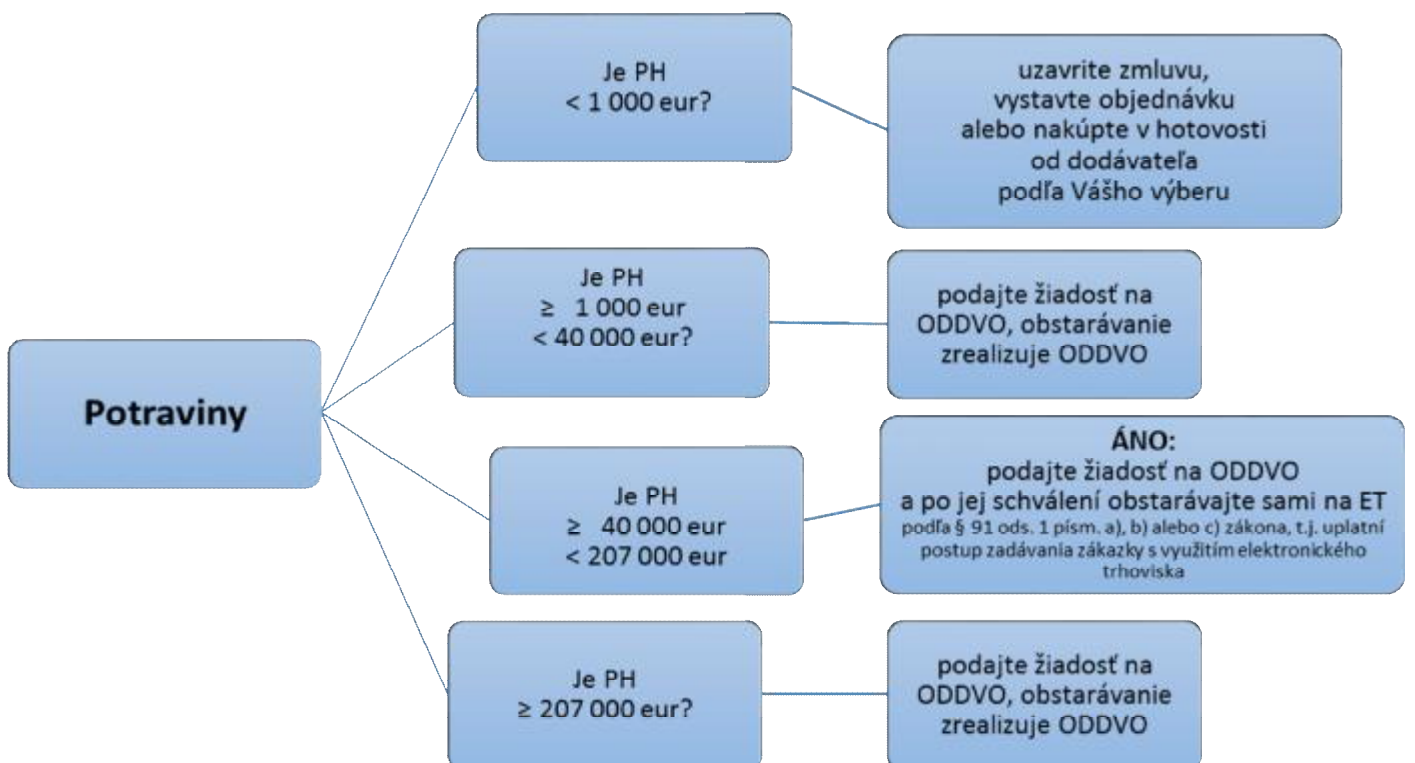 Je PH
< 1 000 eur?
uzavrite zmluvu,
vystavte objednávku
alebo nakúpte v hotovosti
od dodávateľa
podľa Vášho výberu
Je PH
≥ 1 000 eur
< 40 000 eur?
podajte žiadosť na
ODDVO, obstarávanie
zrealizuje ODDVO
Potraviny
Je PH
≥ 40 000 eur
< 207 000 eur
ÁNO:
podajte žiadosť na ODDVO
a po jej schválení obstarávajte sami na ET
podľa § 91 ods. 1 písm. a), b) alebo c) zákona, t.j. uplatní
postup zadávania zákazky s využitím elektronického
trhoviska
Je PH
≥ 207 000 eur?
podajte žiadosť na
ODDVO, obstarávanie
zrealizuje ODDVO